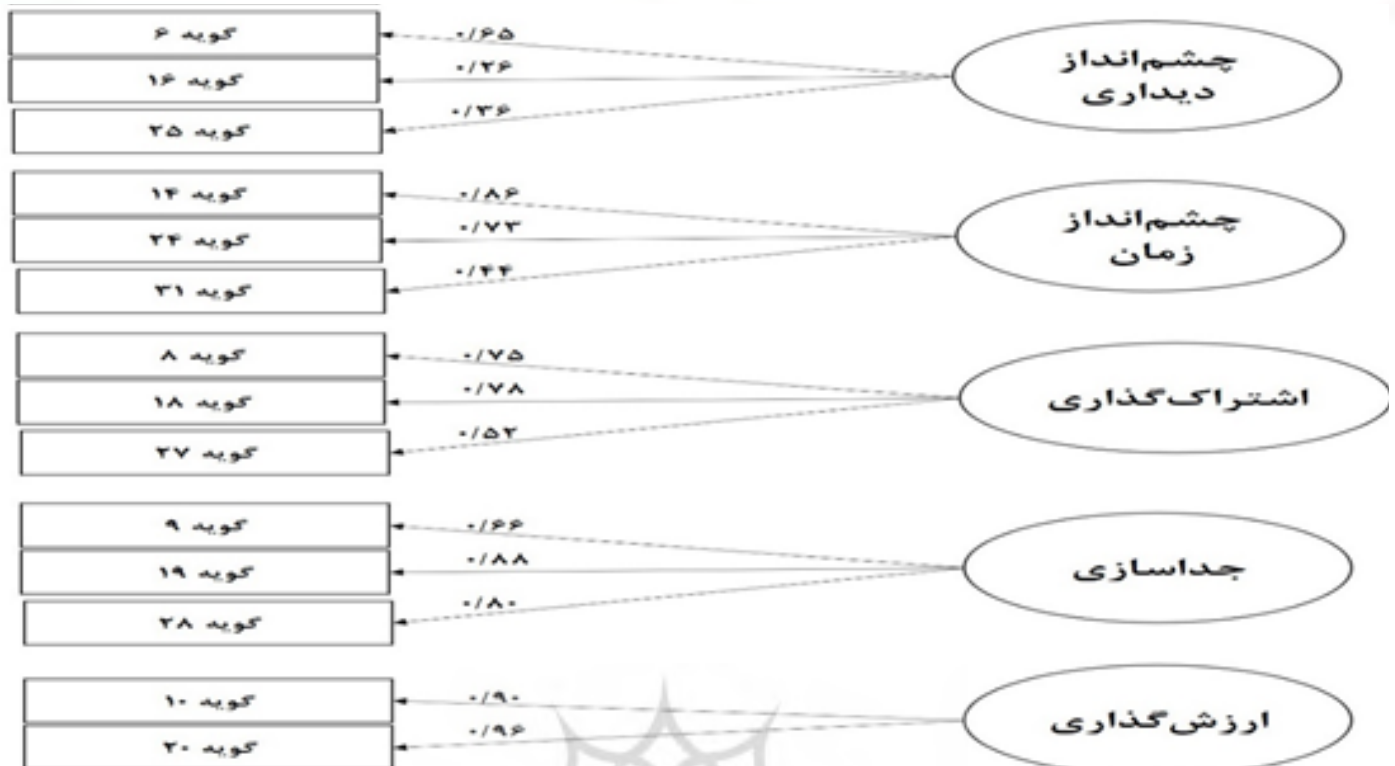 چشم‌انداز
دیداری
۰/۶۵
گویه ۶
۰/۲۶
گویه ۱۶
۰/۳۶
گویه ۲۵
چشم‌انداز
زمان
۰/۸۶
گویه ۱۴
۰/۷۳
گویه ۲۴
۰/۴۴
گویه ۳۱
اشتراک‌گذاری
۰/۷۵
گویه ۸
۰/۷۸
گویه ۱۸
۰/۵۲
گویه ۲۷
جداسازی
۰/۶۶
گویه ۹
۰/۸۸
گویه ۱۹
۰/۸۰
گویه ۲۸
ارزش‌گذاری
۰/۹۰
گویه ۱۰
۰/۹۶
گویه ۲۰